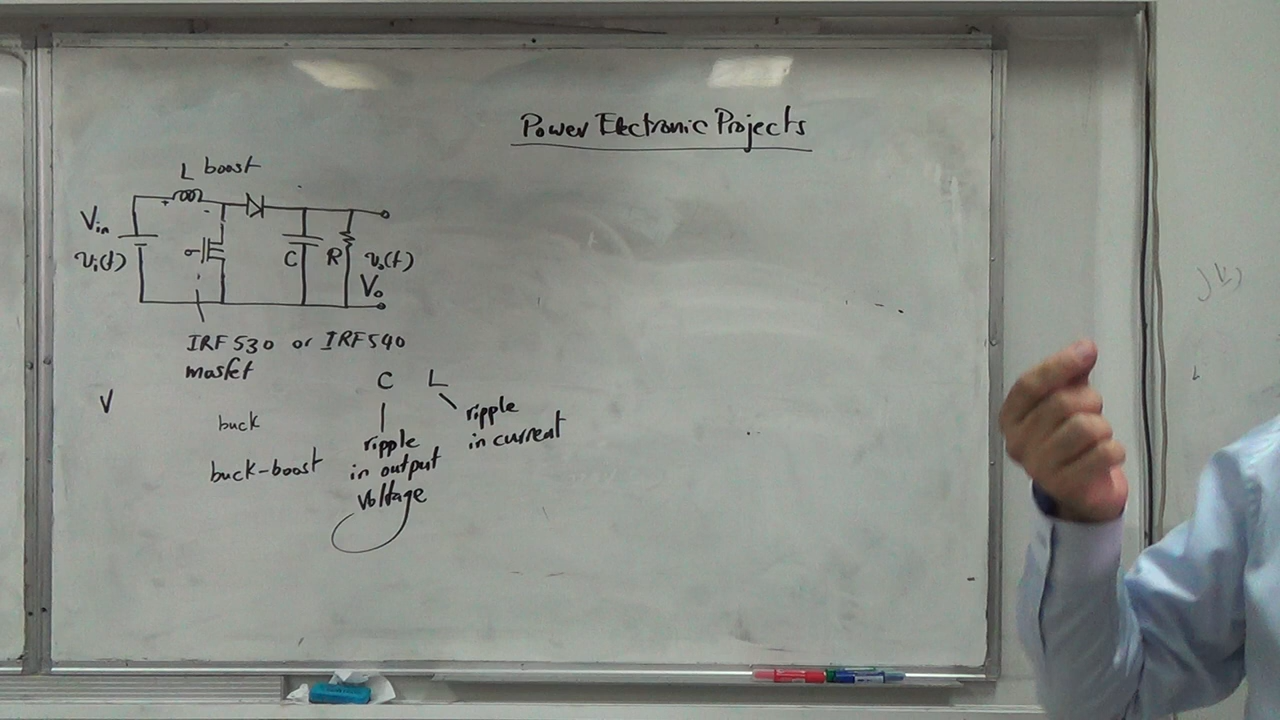 Power Electronic Projects
L boost
+ -
Vin
vi(t)
C
R
vo(t)
Vo
IRF530 or IRF540
mosfet
C L
V
ripple
in current
buck
ripple
in output
voltage
buck-boost